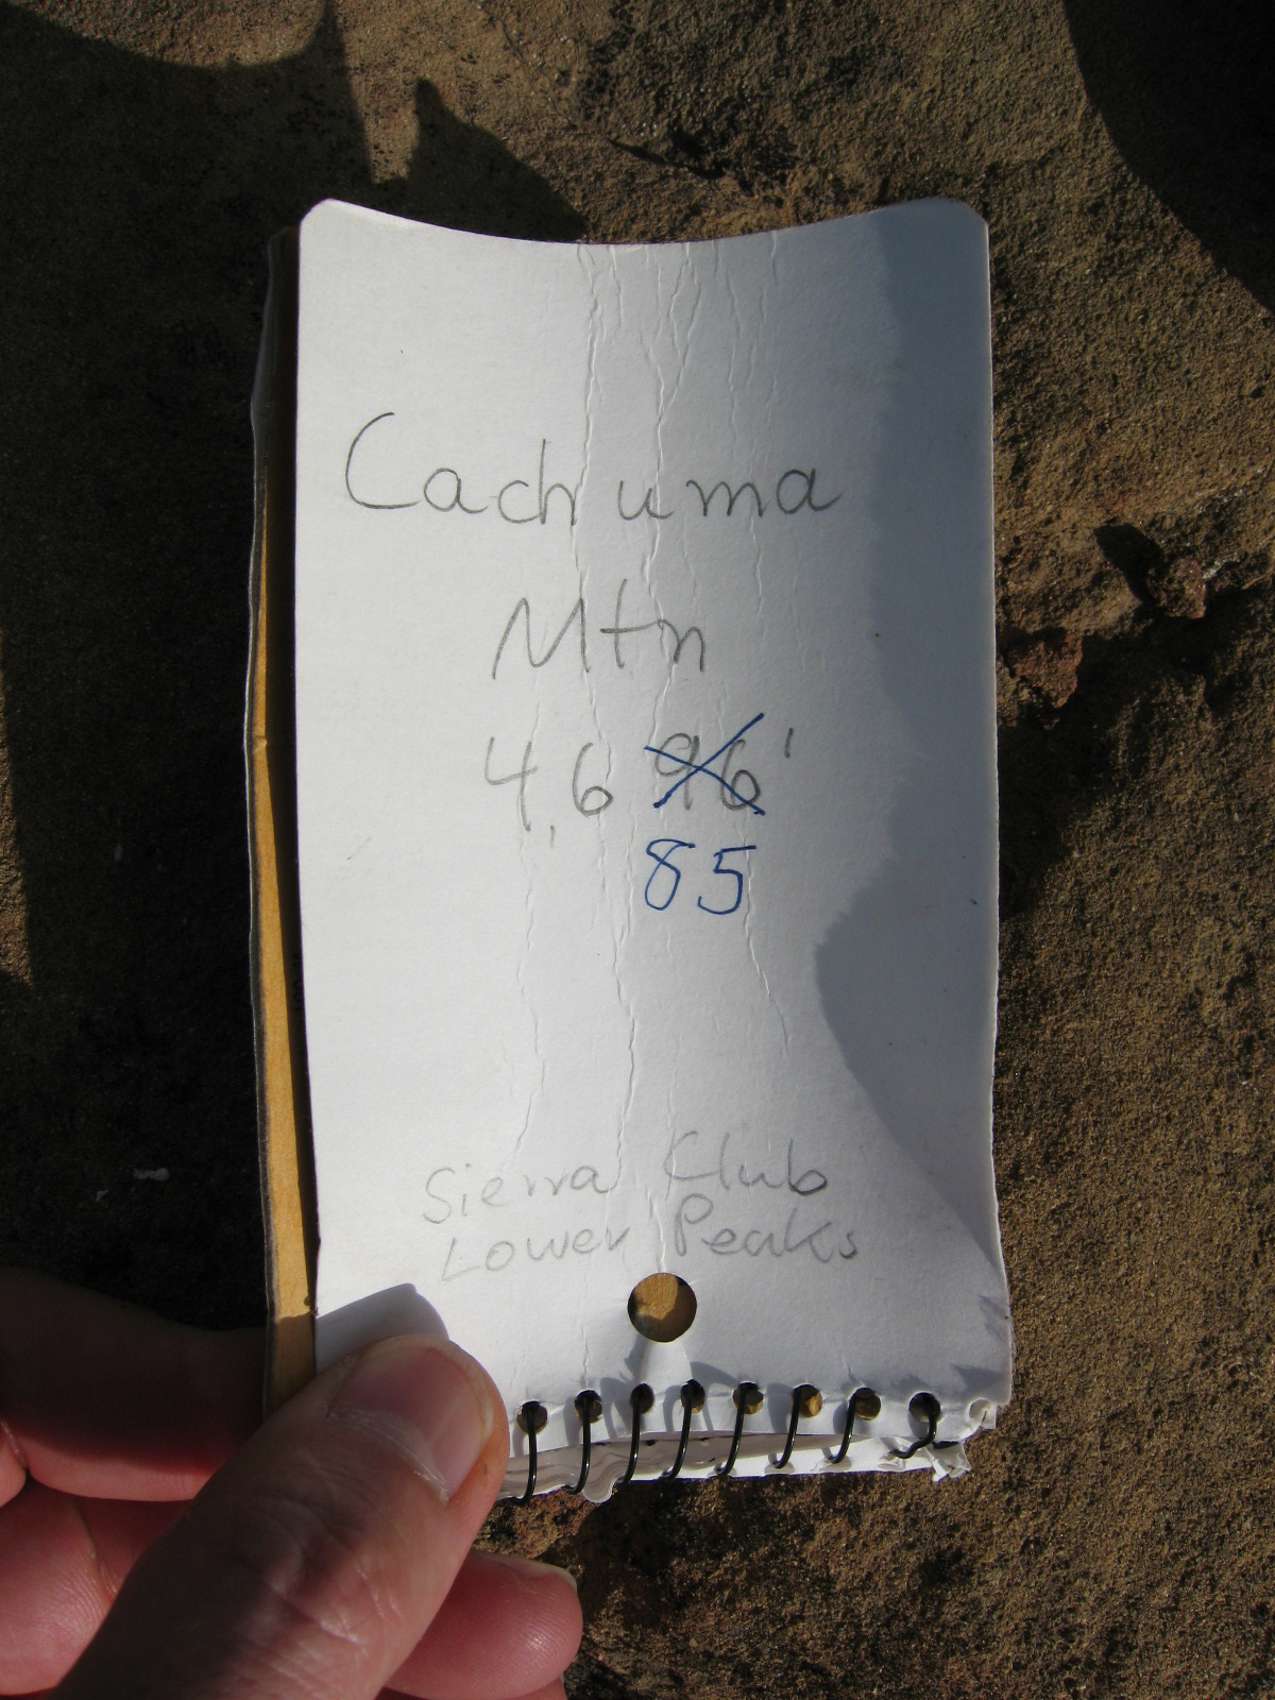 Cachuma
Mtn
4,696'
85
Sierra Club
Lower Peaks